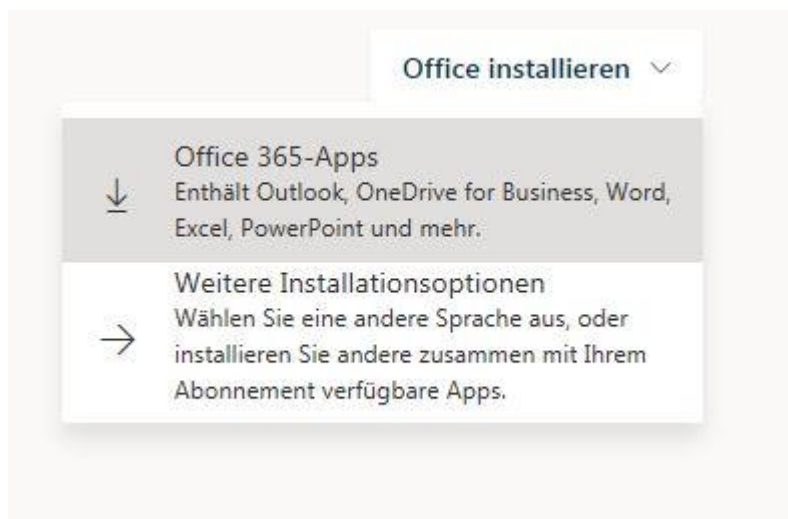 Office installieren
Office 365-Apps
Enthält Outlook, OneDrive for Business, Word,
Excel, PowerPoint und mehr.
Weitere Installationsoptionen
Wählen Sie eine andere Sprache aus, oder
installieren Sie andere zusammen mit Ihrem
Abonnement verfügbare Apps.